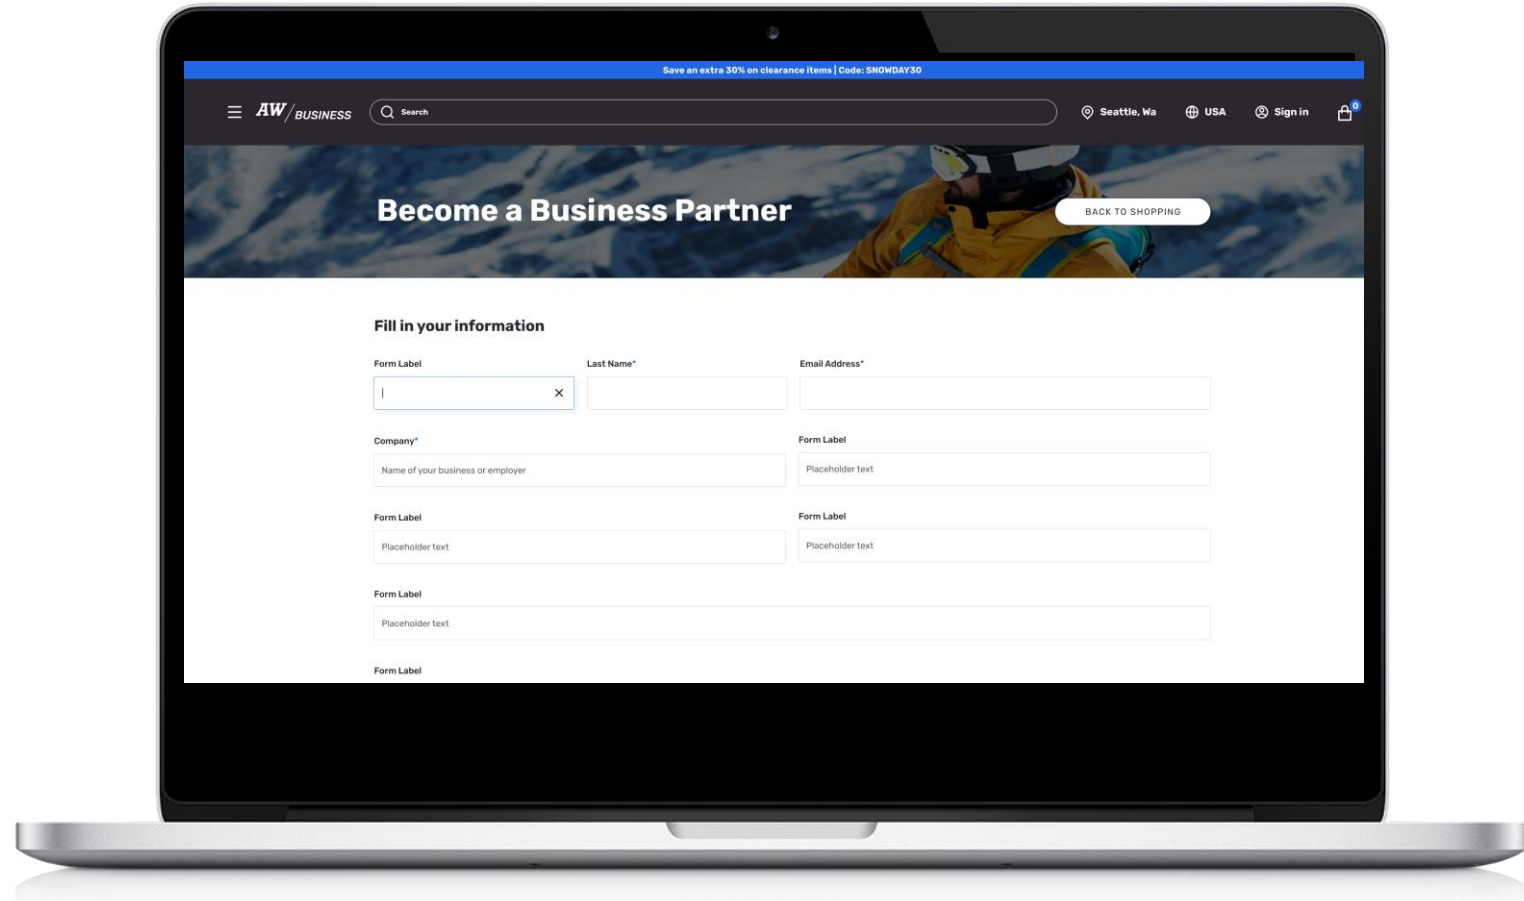 Save an extra 30% on clearance items | Code: SNOWDAY30
AW/BUSINESS
Search
Seattle, Wa
USA
Sign in
0
Become a Business Partner
BACK TO SHOPPING
Fill in your information
Form Label
Last Name*
Email Address*
Company*
Form Label
Name of your business or employer
Placeholder text
Form Label
Form Label
Placeholder text
Placeholder text
Form Label
Placeholder text
Form Label